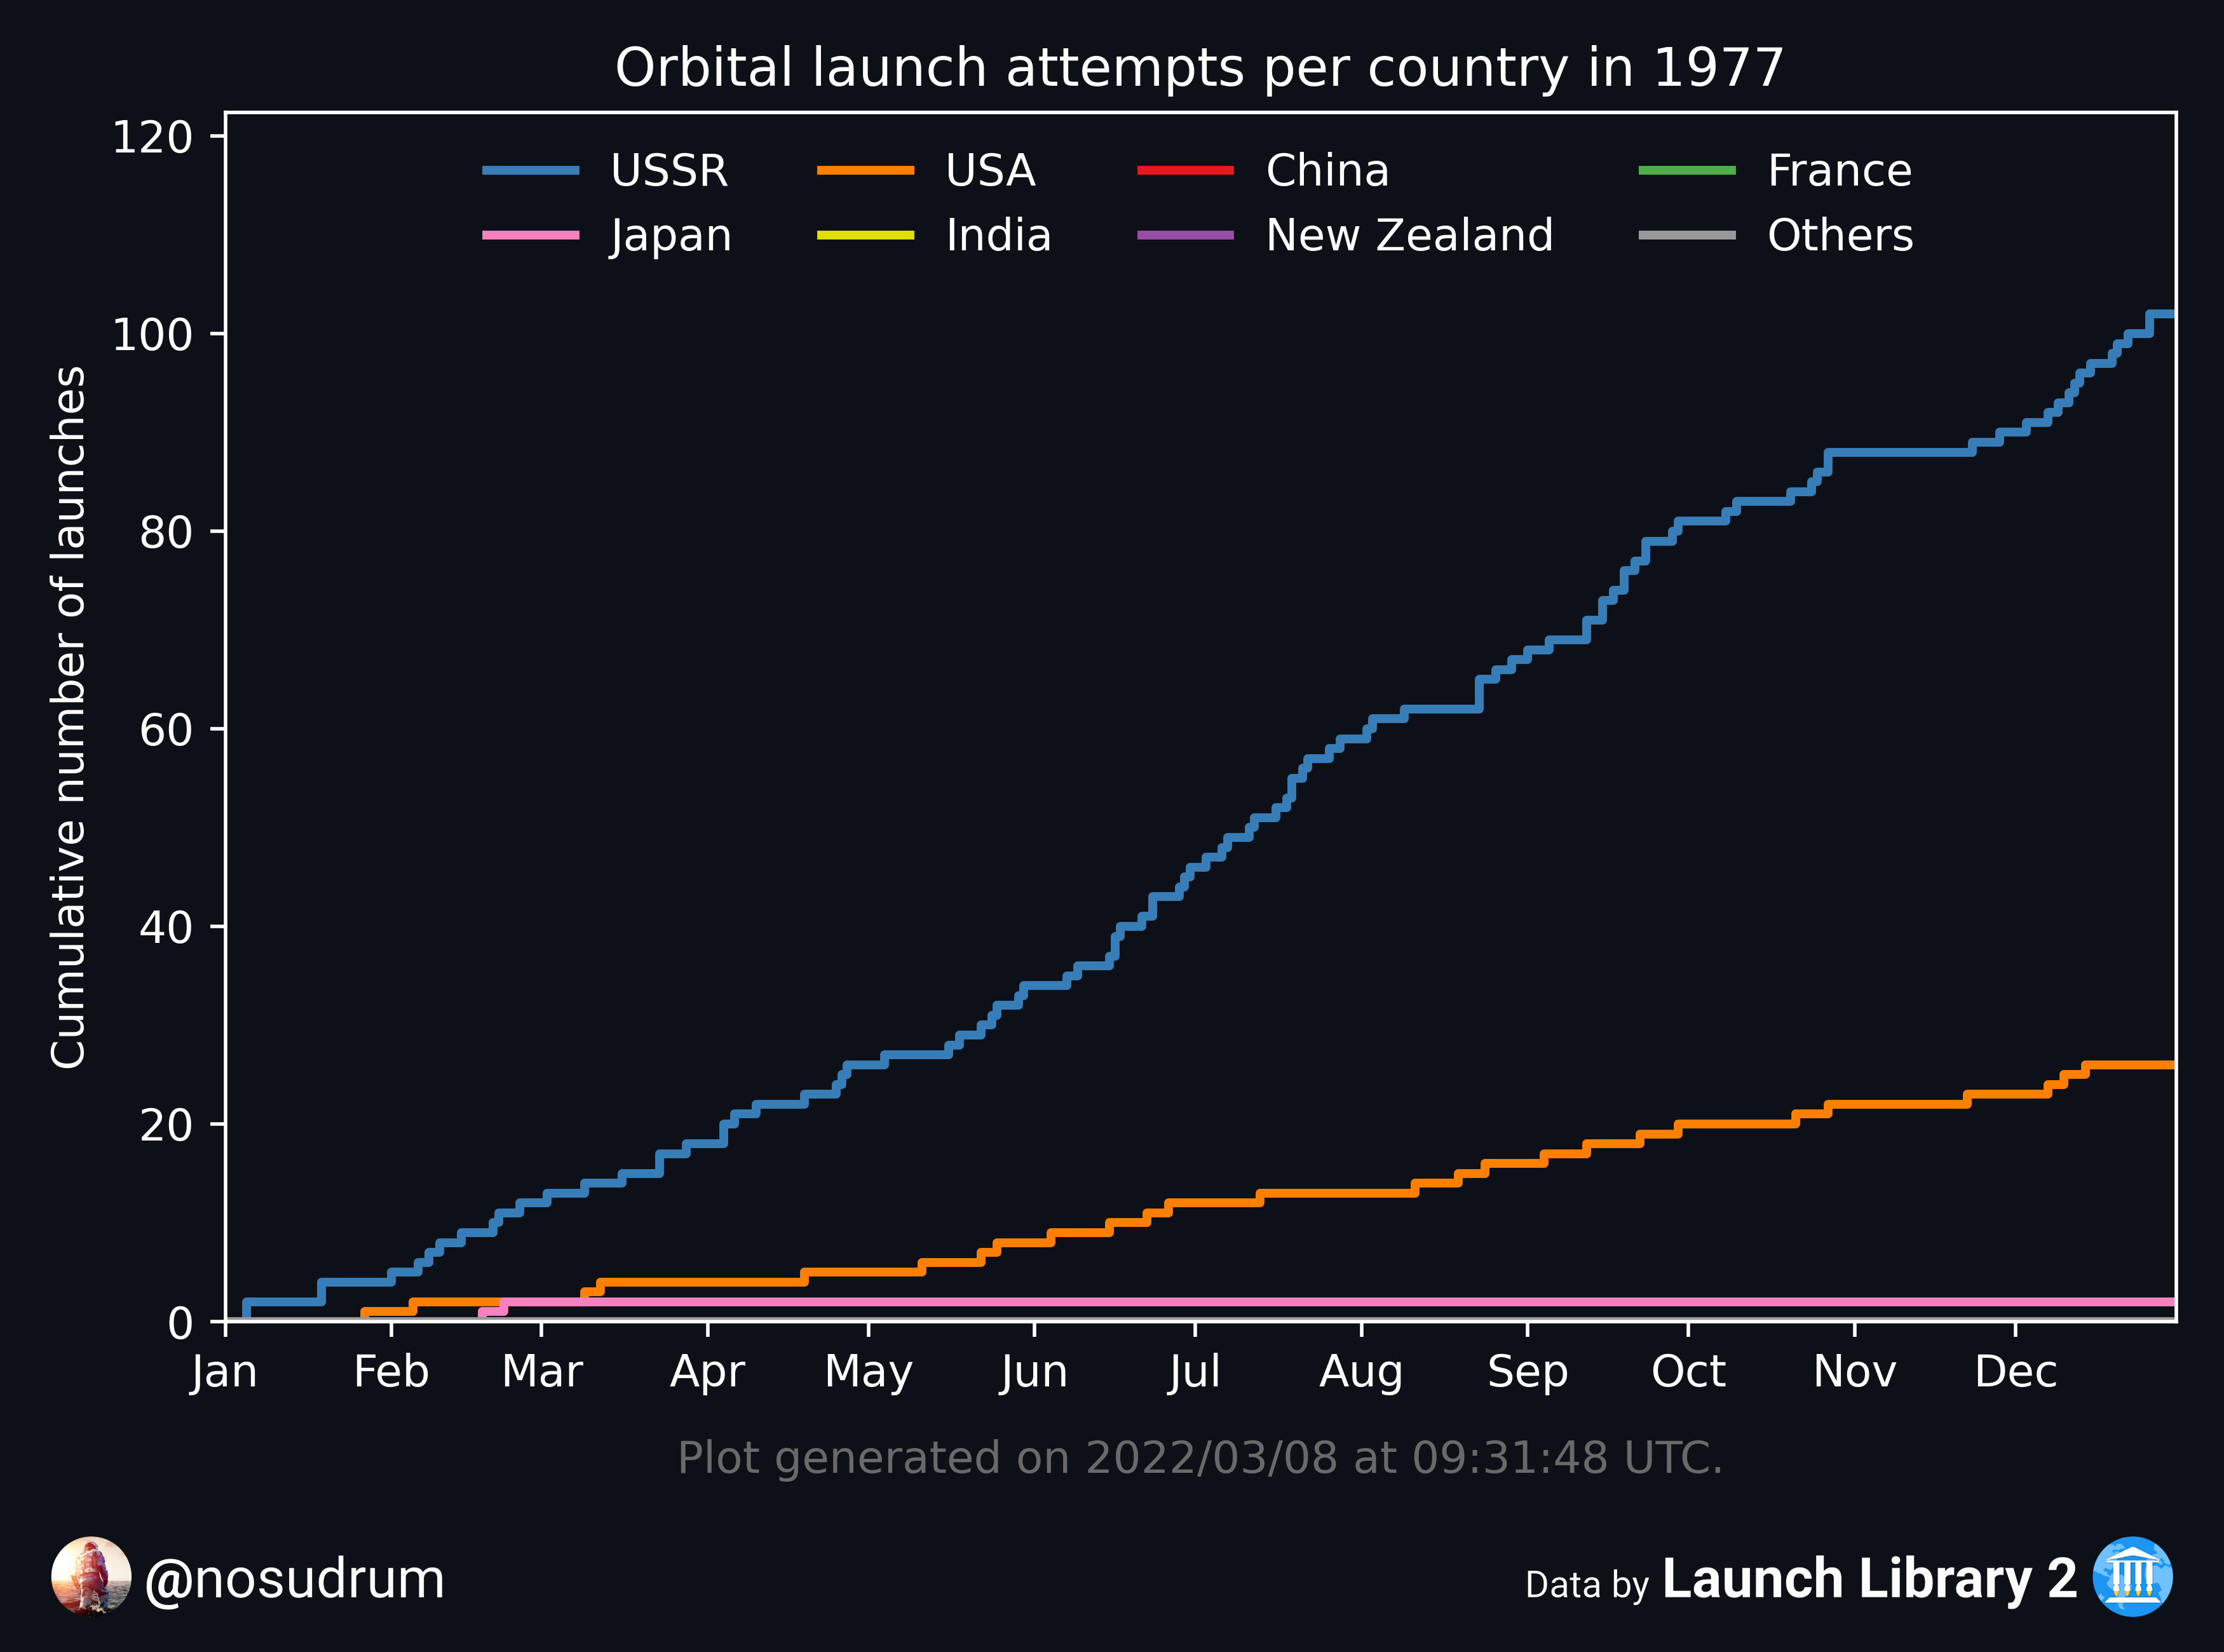 Orbital launch attempts per country in 1977
USSR USA China France
Japan India New Zealand Others
Cumulative number of launches
120
100
80
60
40
20
0
Jan Feb Mar Apr May Jun Jul Aug Sep Oct Nov Dec
Plot generated on 2022/03/08 at 09:31:48 UTC.
@nosudrum
Data by Launch Library 2